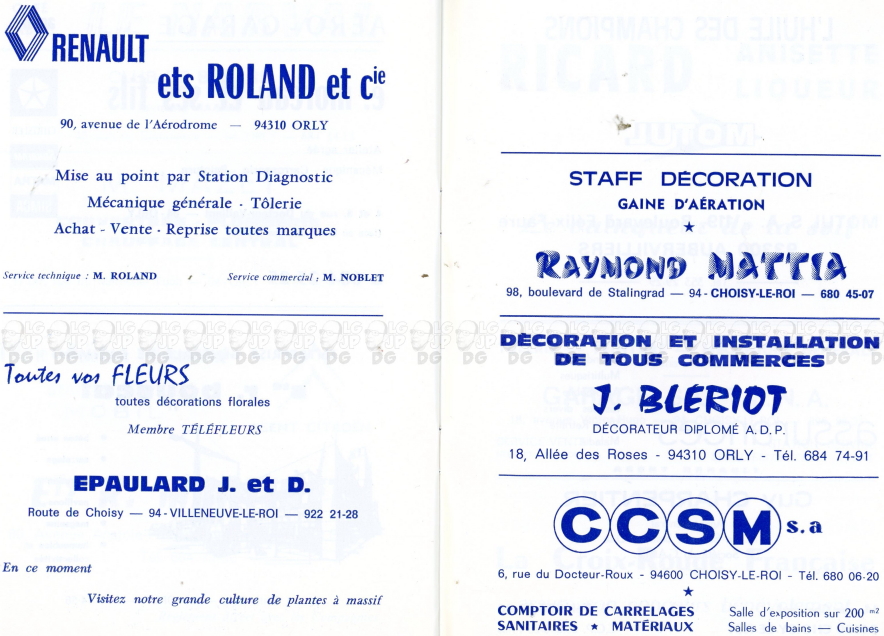 RENAULT
ets ROLAND et cie
90, avenue de l'Aérodrome — 94310 ORLY
Mise au point par Station Diagnostic
Mécanique générale - Tôlerie
Achat - Vente - Reprise toutes marques
Service technique : M. ROLAND Service commercial : M. NOBLET
Toutes vos FLEURS
toutes décorations florales
Membre TÉLÉFLEURS
EPAULARD J. et D.
Route de Choisy — 94 - VILLENEUVE-LE-ROI — 922 21-28
En ce moment
Visitez notre grande culture de plantes à massif
STAFF DÉCORATION
GAINE D'AÉRATION
★
RAYMOND MATTIA
98, boulevard de Stalingrad — 94 - CHOISY-LE-ROI — 680 45-07
DÉCORATION ET INSTALLATION
DE TOUS COMMERCES
J. BLÉRIOT
DÉCORATEUR DIPLOMÉ A.D.P.
18, Allée des Roses - 94310 ORLY - Tél. 684 74-91
CCSM s.a
6, rue du Docteur-Roux - 94600 CHOISY-LE-ROI - Tél. 680 06-20
★
COMPTOIR DE CARRELAGES Salle d'exposition sur 200 m2
SANITAIRES ★ MATÉRIAUX Salles de bains — Cuisines